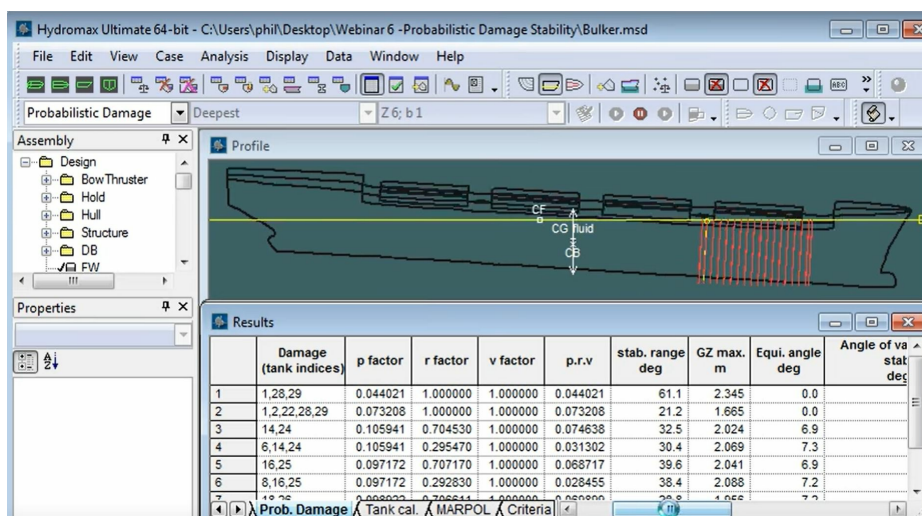 Hydromax Ultimate 64-bit - C:\Users\phil\Desktop\Webinar 6 -Probabilistic Damage Stability\Bulker.msd
File Edit View Case Analysis Display Data Window Help
Probabilistic Damage Deepest Z 6; b 1
Assembly
Design
Bow Thruster
Hold
Hull
Structure
DB
FW
Properties
Profile
CF
CG fluid
CB
Results
Damage (tank indices) p factor r factor v factor p.r.v stab. range deg GZ max. m Equi. angle deg Angle of va stab deg
1 1,28,29 0.044021 1.000000 1.000000 0.044021 61.1 2.345 0.0
2 1,2,22,28,29 0.073208 1.000000 1.000000 0.073208 21.2 1.665 0.0
3 14,24 0.105941 0.704530 1.000000 0.074638 32.5 2.024 6.9
4 6,14,24 0.105941 0.295470 1.000000 0.031302 30.4 2.069 7.3
5 16,25 0.097172 0.707170 1.000000 0.068717 39.6 2.041 6.9
6 8,16,25 0.097172 0.292830 1.000000 0.028455 38.4 2.088 7.2
Prob. Damage Tank cal. MARPOL Criteria